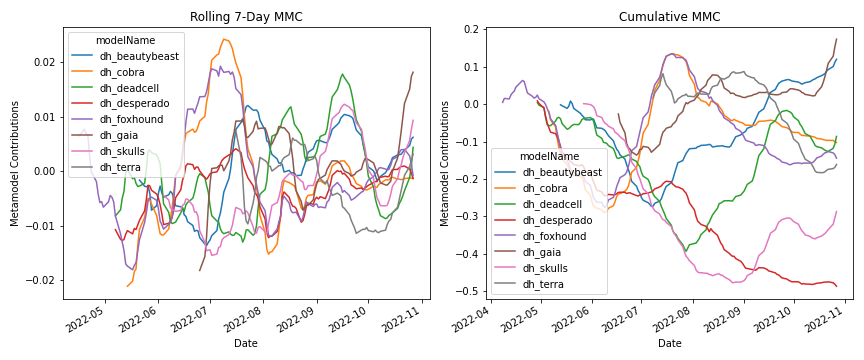 Rolling 7-Day MMC
Metamodel Contributions
0.02
0.01
0.00
−0.01
−0.02
modelName
dh_beautybeast
dh_cobra
dh_deadcell
dh_desperado
dh_foxhound
dh_gaia
dh_skulls
dh_terra
2022-05
2022-06
2022-07
2022-08
2022-09
2022-10
2022-11
Date
Cumulative MMC
Metamodel Contributions
0.2
0.1
0.0
−0.1
−0.2
−0.3
−0.4
−0.5
modelName
dh_beautybeast
dh_cobra
dh_deadcell
dh_desperado
dh_foxhound
dh_gaia
dh_skulls
dh_terra
2022-04
2022-05
2022-06
2022-07
2022-08
2022-09
2022-10
2022-11
Date